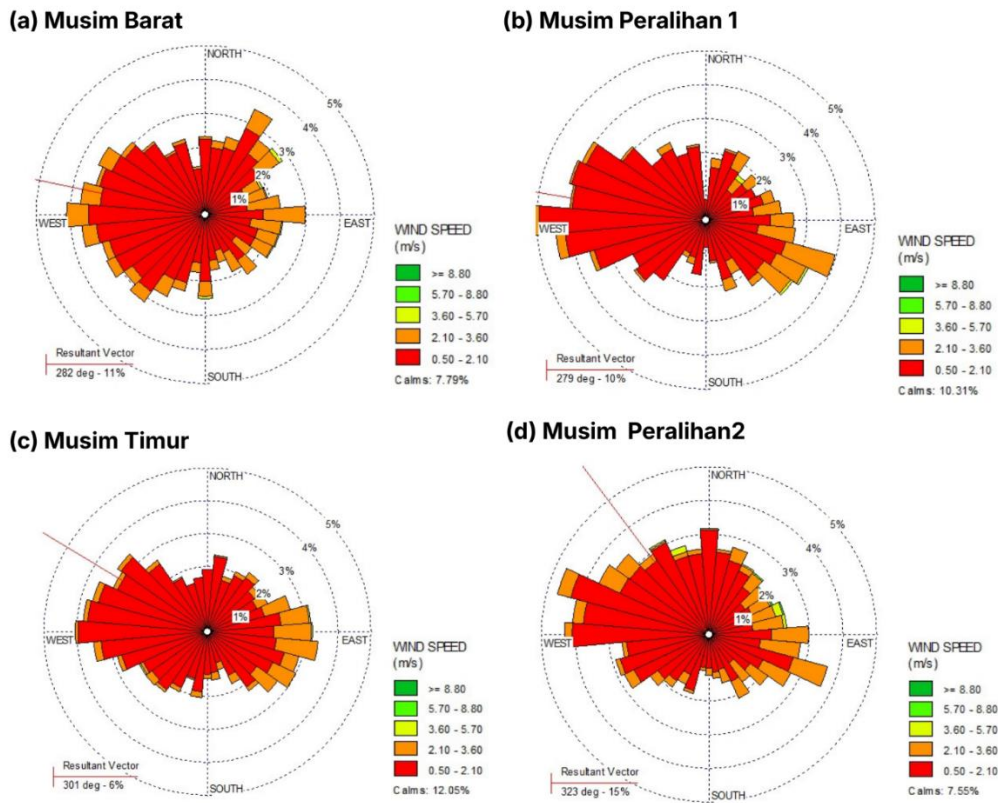 (a) Musim Barat
NORTH
5%
4%
3%
2%
1%
WEST
EAST
SOUTH
WIND SPEED
(m/s)
>= 8.80
5.70 - 8.80
3.60 - 5.70
2.10 - 3.60
0.50 - 2.10
Calms: 7.79%
Resultant Vector
282 deg - 11%
(b) Musim Peralihan 1
NORTH
5%
4%
3%
2%
1%
WEST
EAST
SOUTH
WIND SPEED
(m/s)
>= 8.80
5.70 - 8.80
3.60 - 5.70
2.10 - 3.60
0.50 - 2.10
Calms: 10.31%
Resultant Vector
279 deg - 10%
(c) Musim Timur
NORTH
5%
4%
3%
2%
1%
WEST
EAST
SOUTH
WIND SPEED
(m/s)
>= 8.80
5.70 - 8.80
3.60 - 5.70
2.10 - 3.60
0.50 - 2.10
Calms: 12.05%
Resultant Vector
301 deg - 6%
(d) Musim Peralihan2
NORTH
5%
4%
3%
2%
1%
WEST
EAST
SOUTH
WIND SPEED
(m/s)
>= 8.80
5.70 - 8.80
3.60 - 5.70
2.10 - 3.60
0.50 - 2.10
Calms: 7.55%
Resultant Vector
323 deg - 15%